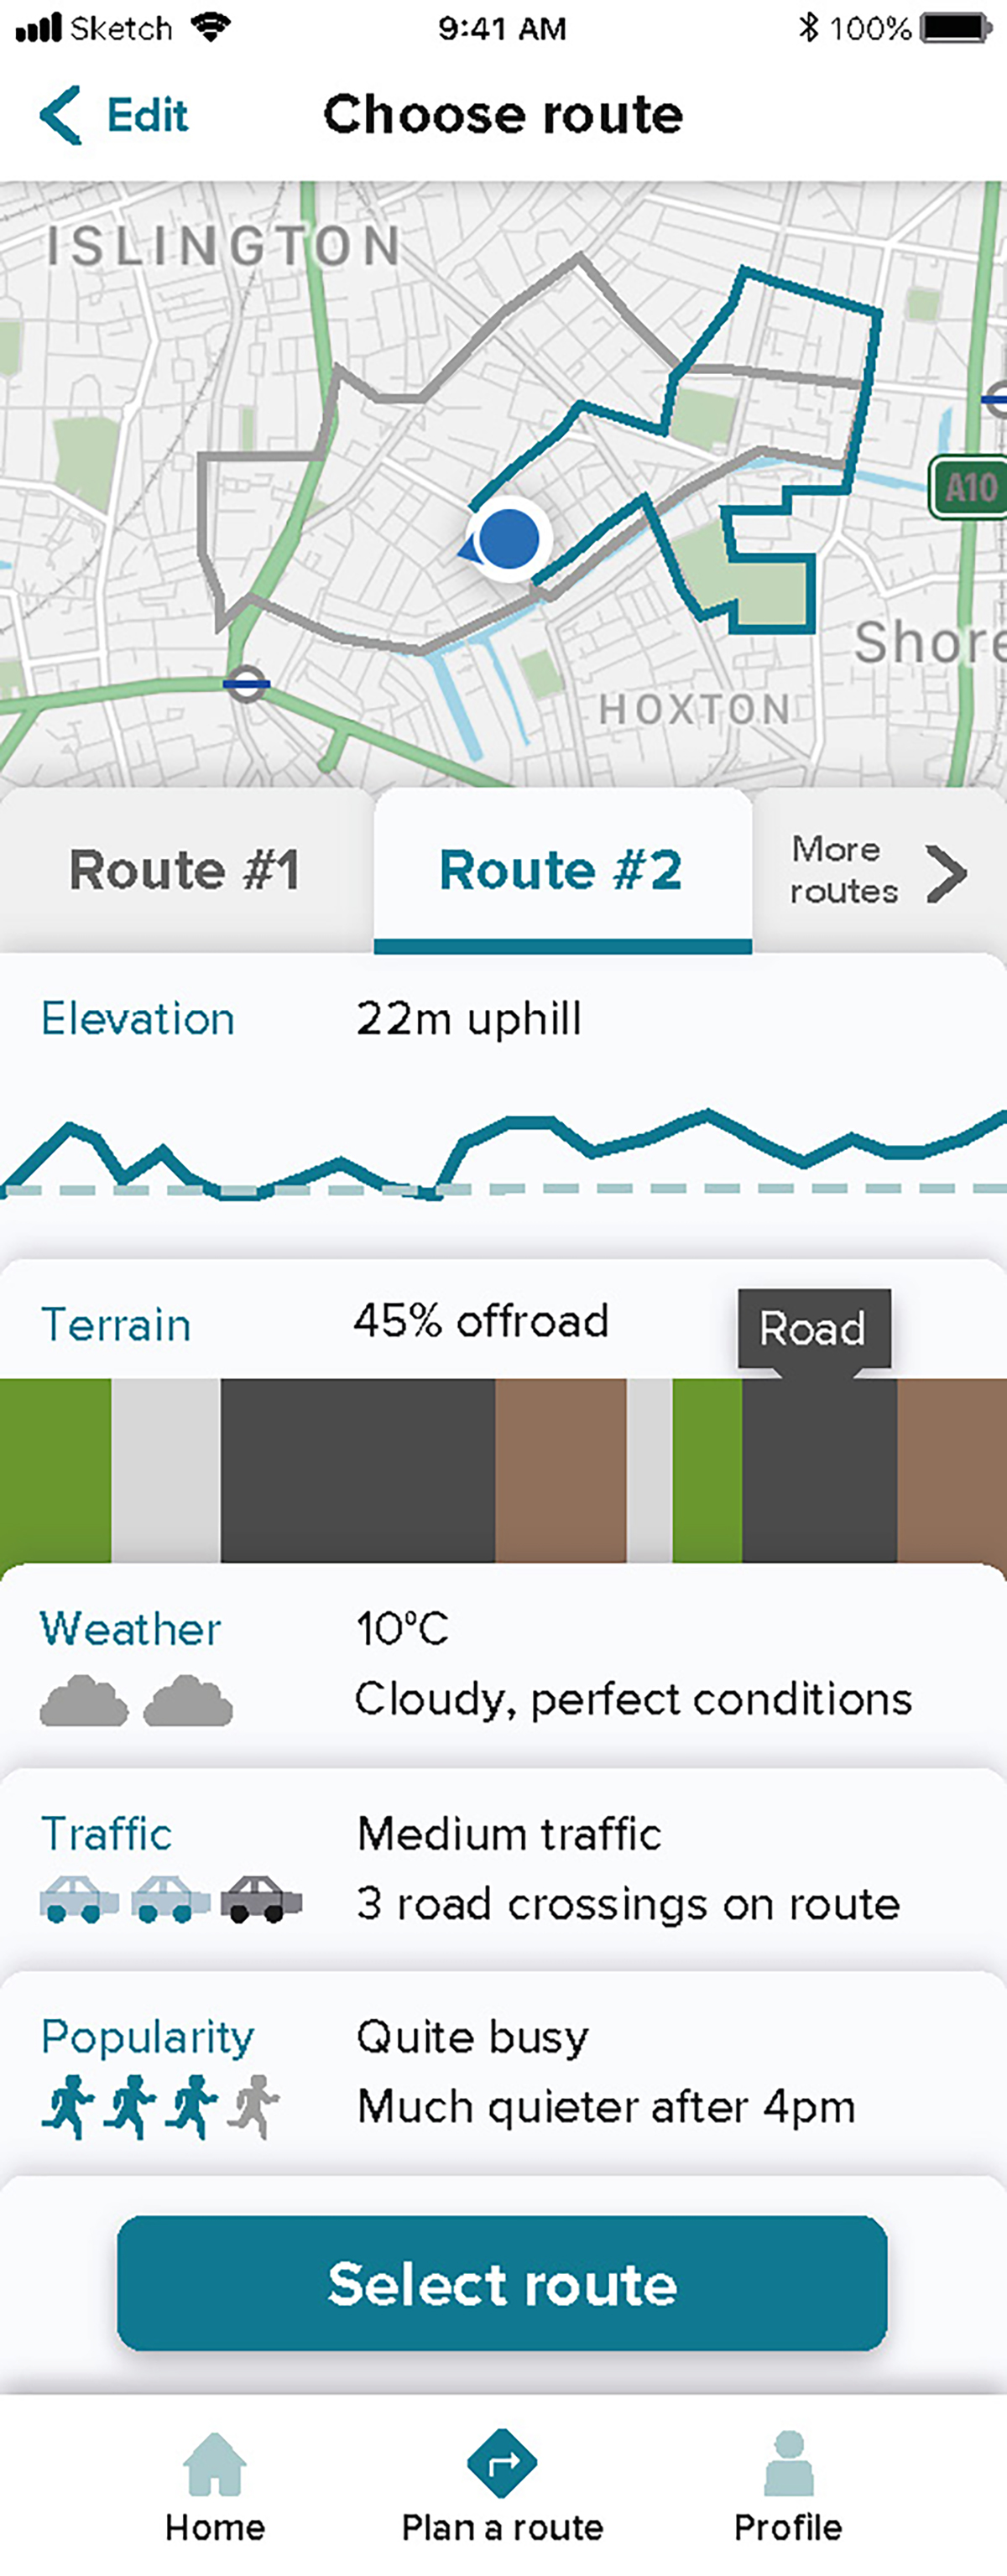 Sketch 9:41 AM 100%
Edit Choose route
ISLINGTON
A10
Shore
HOXTON
Route #1 Route #2 More routes
Elevation 22m uphill
Terrain 45% offroad Road
Weather 10°C
Cloudy, perfect conditions
Traffic Medium traffic
3 road crossings on route
Popularity Quite busy
Much quieter after 4pm
Select route
Home Plan a route Profile